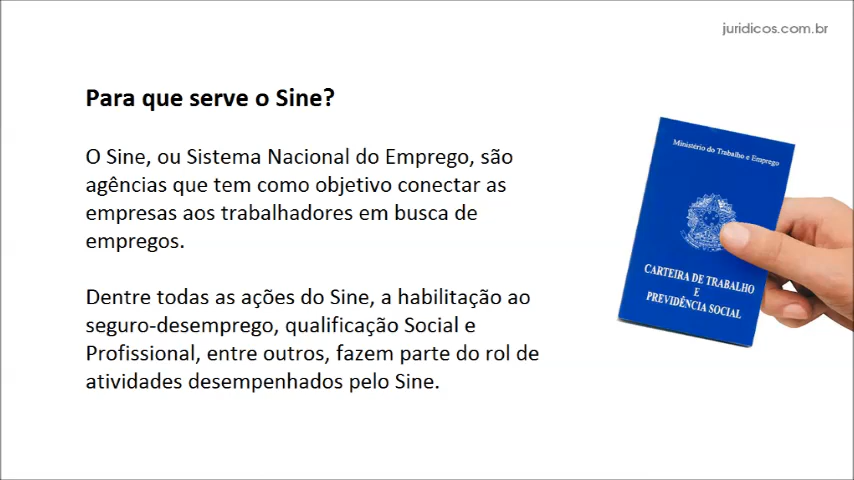 juridicos.com.br
Para que serve o Sine?
O Sine, ou Sistema Nacional do Emprego, são
agências que tem como objetivo conectar as
empresas aos trabalhadores em busca de
empregos.
Dentre todas as ações do Sine, a habilitação ao
seguro-desemprego, qualificação Social e
Profissional, entre outros, fazem parte do rol de
atividades desempenhados pelo Sine.
Ministério do Trabalho e Emprego
CARTEIRA DE TRABALHO
E
PREVIDÊNCIA SOCIAL